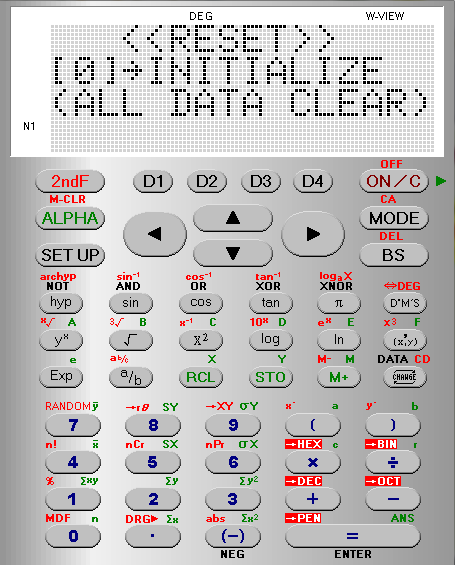 DEG W-VIEW
<<RESET>>
[0]→INITIALIZE
(ALL DATA CLEAR)
N1
OFF
2ndF D1 D2 D3 D4 ON/C
M-CLR CA
ALPHA ◀ ▲ ▶ MODE
DEL
SET UP ▼ BS
archyp sin⁻¹ cos⁻¹ tan⁻¹ logₐX ⇔DEG
NOT AND OR XOR XNOR
hyp sin cos tan π D°M'S
ˣ√ A ³√ B x⁻¹ C 10ˣ D eˣ E x³ F
yˣ √ X² log ln (x,y)
e ab/c X Y M- M DATA CD
Exp a/b RCL STO M+ CHANGE
RANDOM ȳ →rθ SY →XY σY x' a y' b
7 8 9 ( )
n! x̄ nCr SX nPr σX →HEX c →BIN r
4 5 6 × ÷
% Σxy Σy Σy² →DEC →OCT
1 2 3 + −
MDF n DRG▶ Σx abs Σx² →PEN ANS
0 · (−) =
NEG ENTER